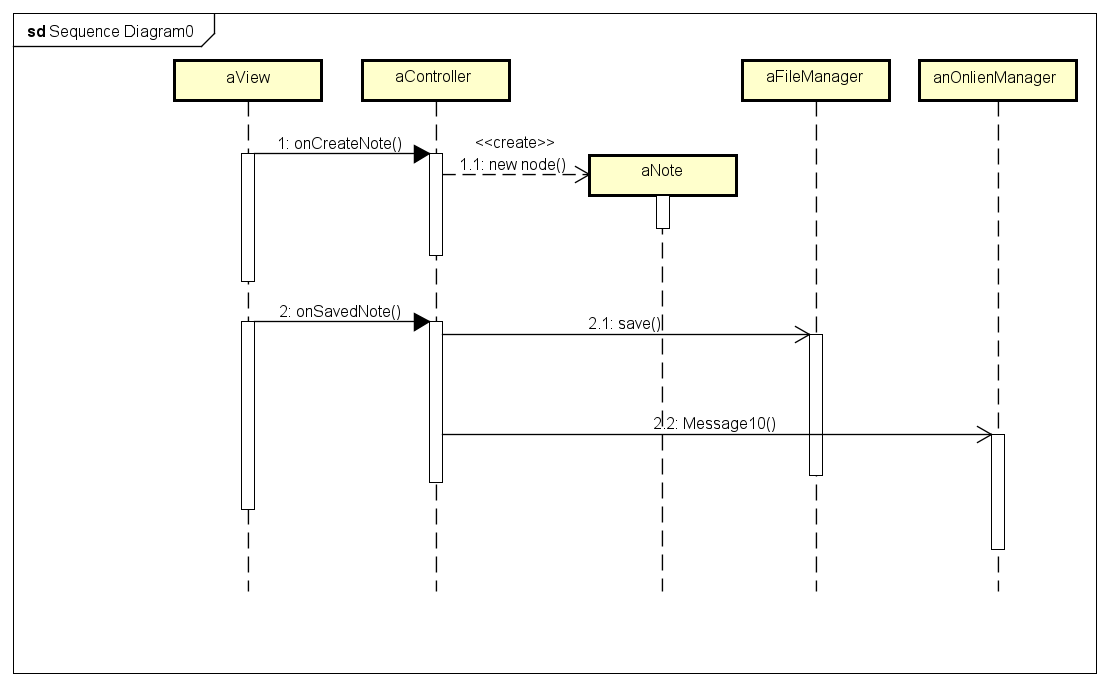 sd Sequence Diagram0
aView
aController
aFileManager
anOnlienManager
1: onCreateNote()
<<create>>
1.1: new node()
aNote
2: onSavedNote()
2.1: save()
2.2: Message10()